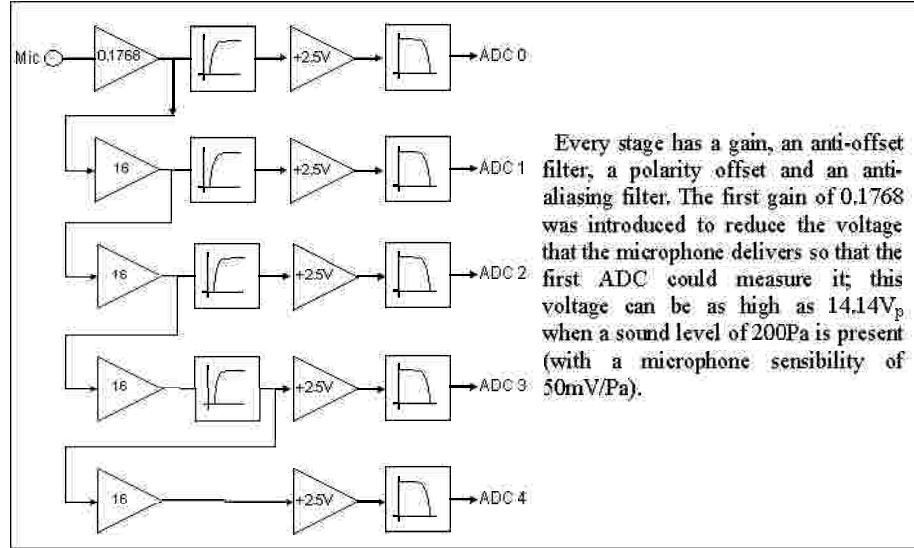 Mic
0.1768
+2.5V
ADC 0
16
+2.5V
ADC 1
16
+2.5V
ADC 2
16
+2.5V
ADC 3
16
+2.5V
ADC 4
Every stage has a gain, an anti-offset
filter, a polarity offset and an anti-
aliasing filter. The first gain of 0.1768
was introduced to reduce the voltage
that the microphone delivers so that the
first ADC could measure it; this
voltage can be as high as 14.14Vp
when a sound level of 200Pa is present
(with a microphone sensibility of
50mV/Pa).